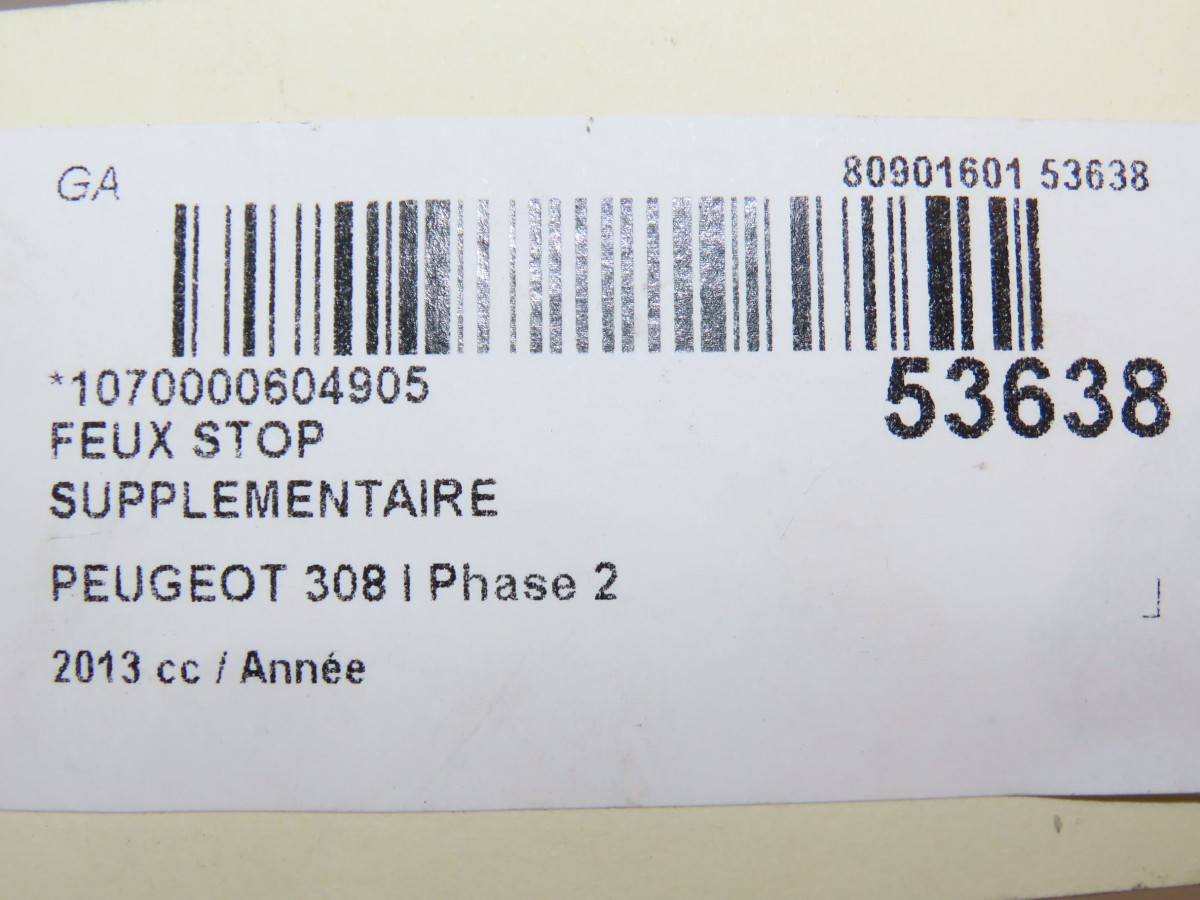 GA
80901601 53638
*1070000604905
53638
FEUX STOP
SUPPLEMENTAIRE
PEUGEOT 308 I Phase 2
2013 cc / Année